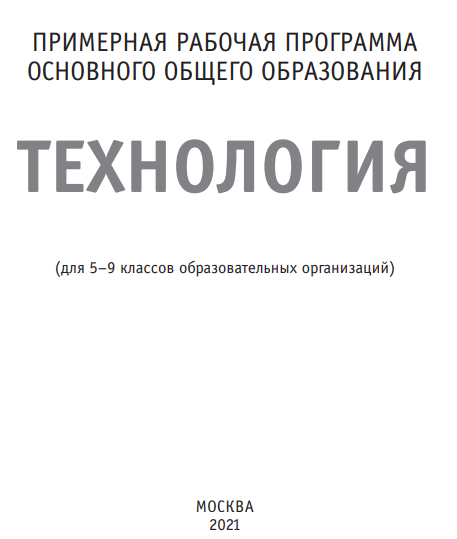 ПРИМЕРНАЯ РАБОЧАЯ ПРОГРАММА
ОСНОВНОГО ОБЩЕГО ОБРАЗОВАНИЯ
ТЕХНОЛОГИЯ
(для 5–9 классов образовательных организаций)
МОСКВА
2021